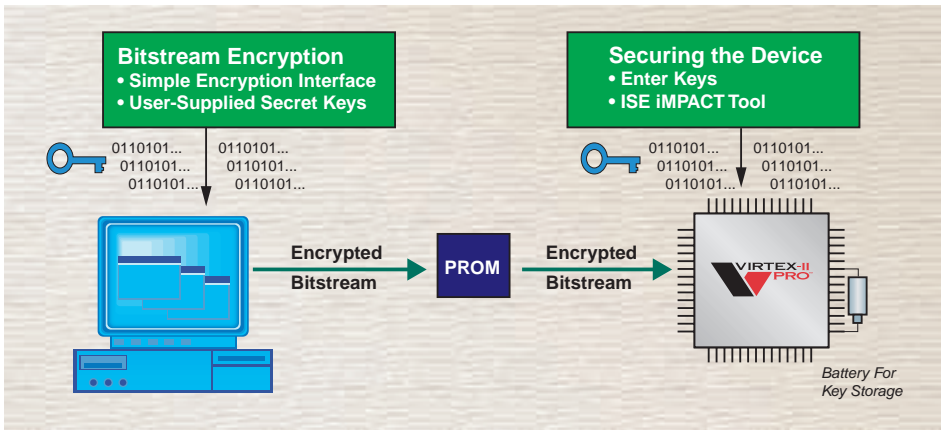 Bitstream Encryption
• Simple Encryption Interface
• User-Supplied Secret Keys
Securing the Device
• Enter Keys
• ISE iMPACT Tool
0110101... 0110101...
0110101... 0110101...
0110101... 0110101...
0110101... 0110101...
0110101... 0110101...
0110101... 0110101...
Encrypted
Bitstream
PROM
Encrypted
Bitstream
VIRTEX-II
PRO™
Battery For
Key Storage